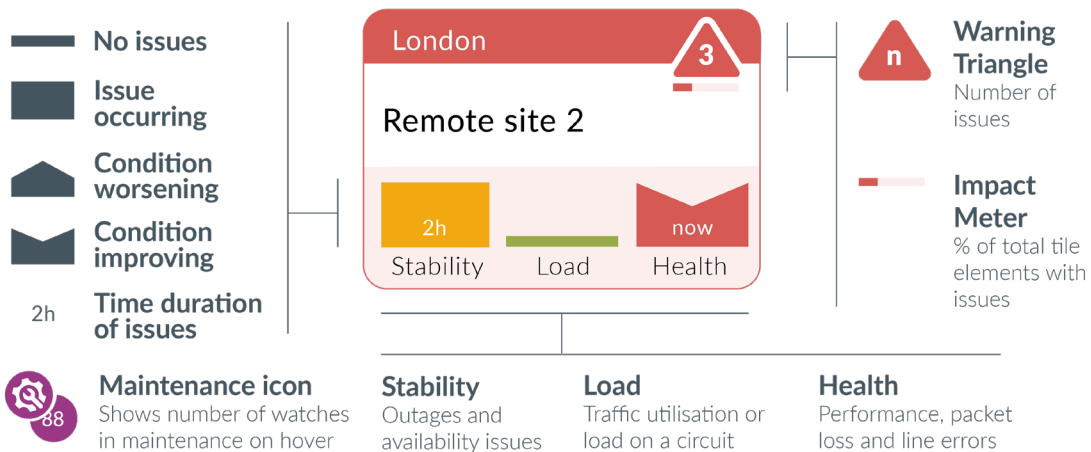 No issues
Issue
occurring
Condition
worsening
Condition
improving
2h
Time duration
of issues
London
3
Remote site 2
2h
now
Stability
Load
Health
n
Warning
Triangle
Number of
issues
Impact
Meter
% of total tile
elements with
issues
88
Maintenance icon
Shows number of watches
in maintenance on hover
Stability
Outages and
availability issues
Load
Traffic utilisation or
load on a circuit
Health
Performance, packet
loss and line errors